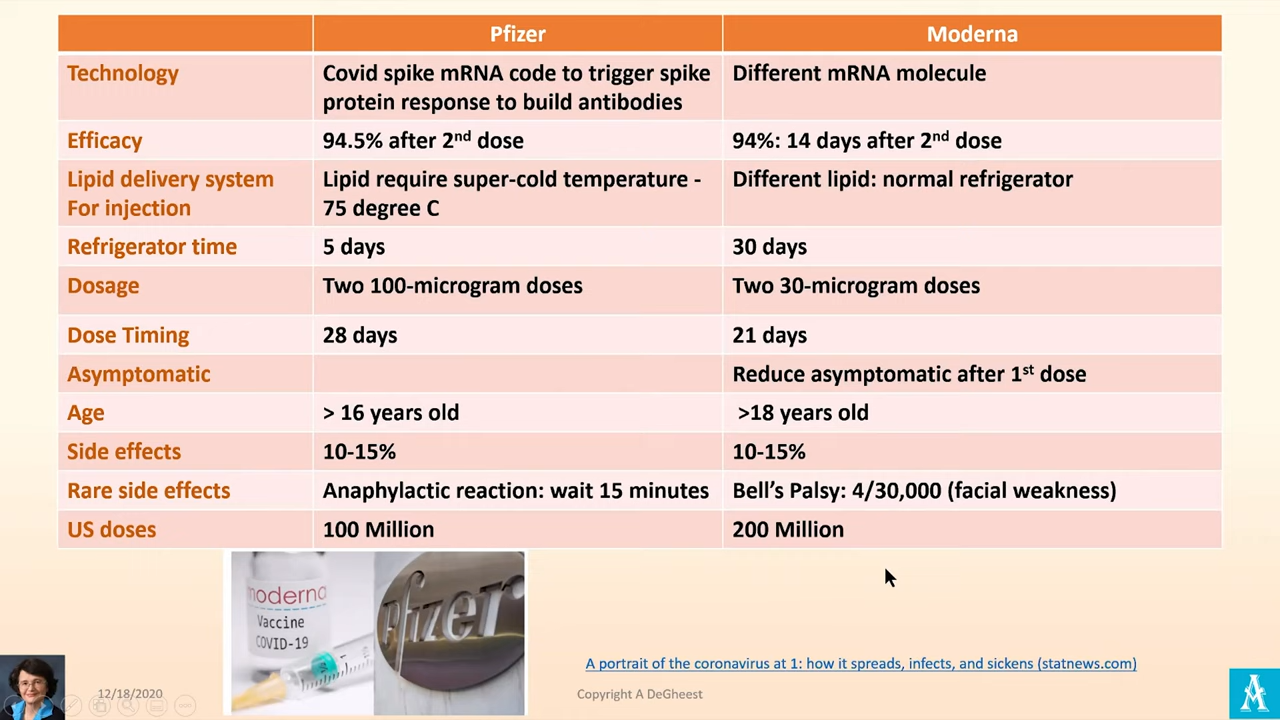 Pfizer Moderna
Technology Covid spike mRNA code to trigger spike Different mRNA molecule
protein response to build antibodies
Efficacy 94.5% after 2nd dose 94%: 14 days after 2nd dose
Lipid delivery system Lipid require super-cold temperature - Different lipid: normal refrigerator
For injection 75 degree C
Refrigerator time 5 days 30 days
Dosage Two 100-microgram doses Two 30-microgram doses
Dose Timing 28 days 21 days
Asymptomatic Reduce asymptomatic after 1st dose
Age > 16 years old >18 years old
Side effects 10-15% 10-15%
Rare side effects Anaphylactic reaction: wait 15 minutes Bell's Palsy: 4/30,000 (facial weakness)
US doses 100 Million 200 Million
moderna
Vaccine
COVID-19
Pfizer
A portrait of the coronavirus at 1: how it spreads, infects, and sickens (statnews.com)
12/18/2020 Copyright A DeGheest
A